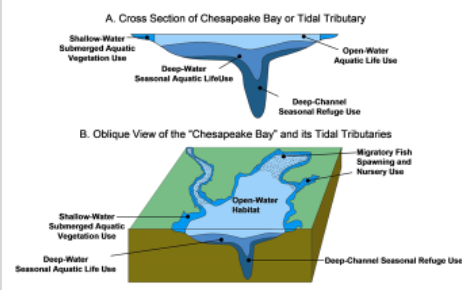 A. Cross Section of Chesapeake Bay or Tidal Tributary
Shallow-Water
Submerged Aquatic
Vegetation Use
Open-Water
Aquatic Life Use
Deep-Water
Seasonal Aquatic LifeUse
Deep-Channel
Seasonal Refuge Use
B. Oblique View of the "Chesapeake Bay" and its Tidal Tributaries
Migratory Fish
Spawning and
Nursery Use
Open-Water
Habitat
Shallow-Water
Submerged Aquatic
Vegetation Use
Deep-Water
Seasonal Aquatic Life Use
Deep-Channel Seasonal Refuge Use